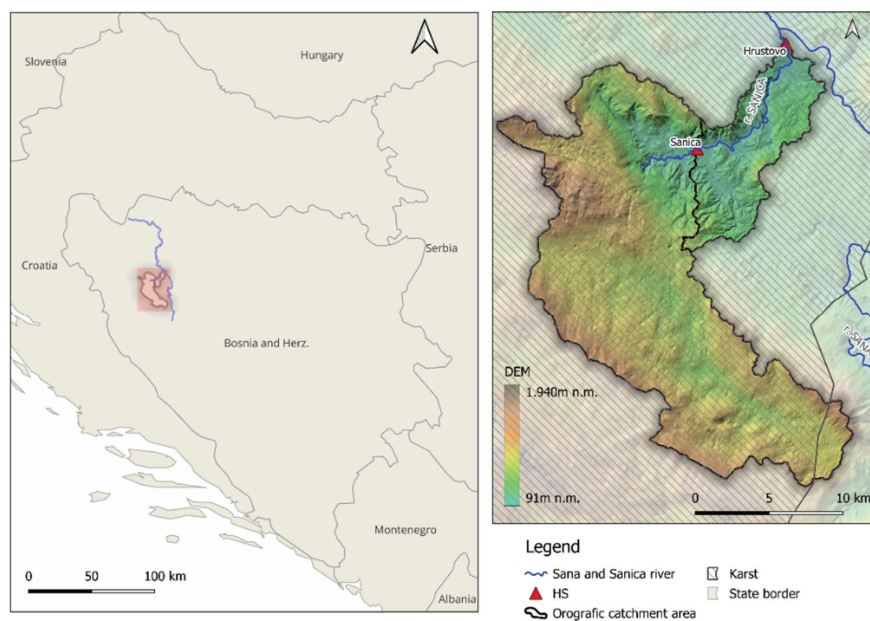 Slovenia
Hungary
Croatia
Serbia
Bosnia and Herz.
Montenegro
Albania
0 50 100 km
Hrustovo
r. SANICA
Sanica
r. SANA
DEM
1.940m n.m.
91m n.m.
0 5 10 km
Legend
Sana and Sanica river
HS
Orografic catchment area
Karst
State border